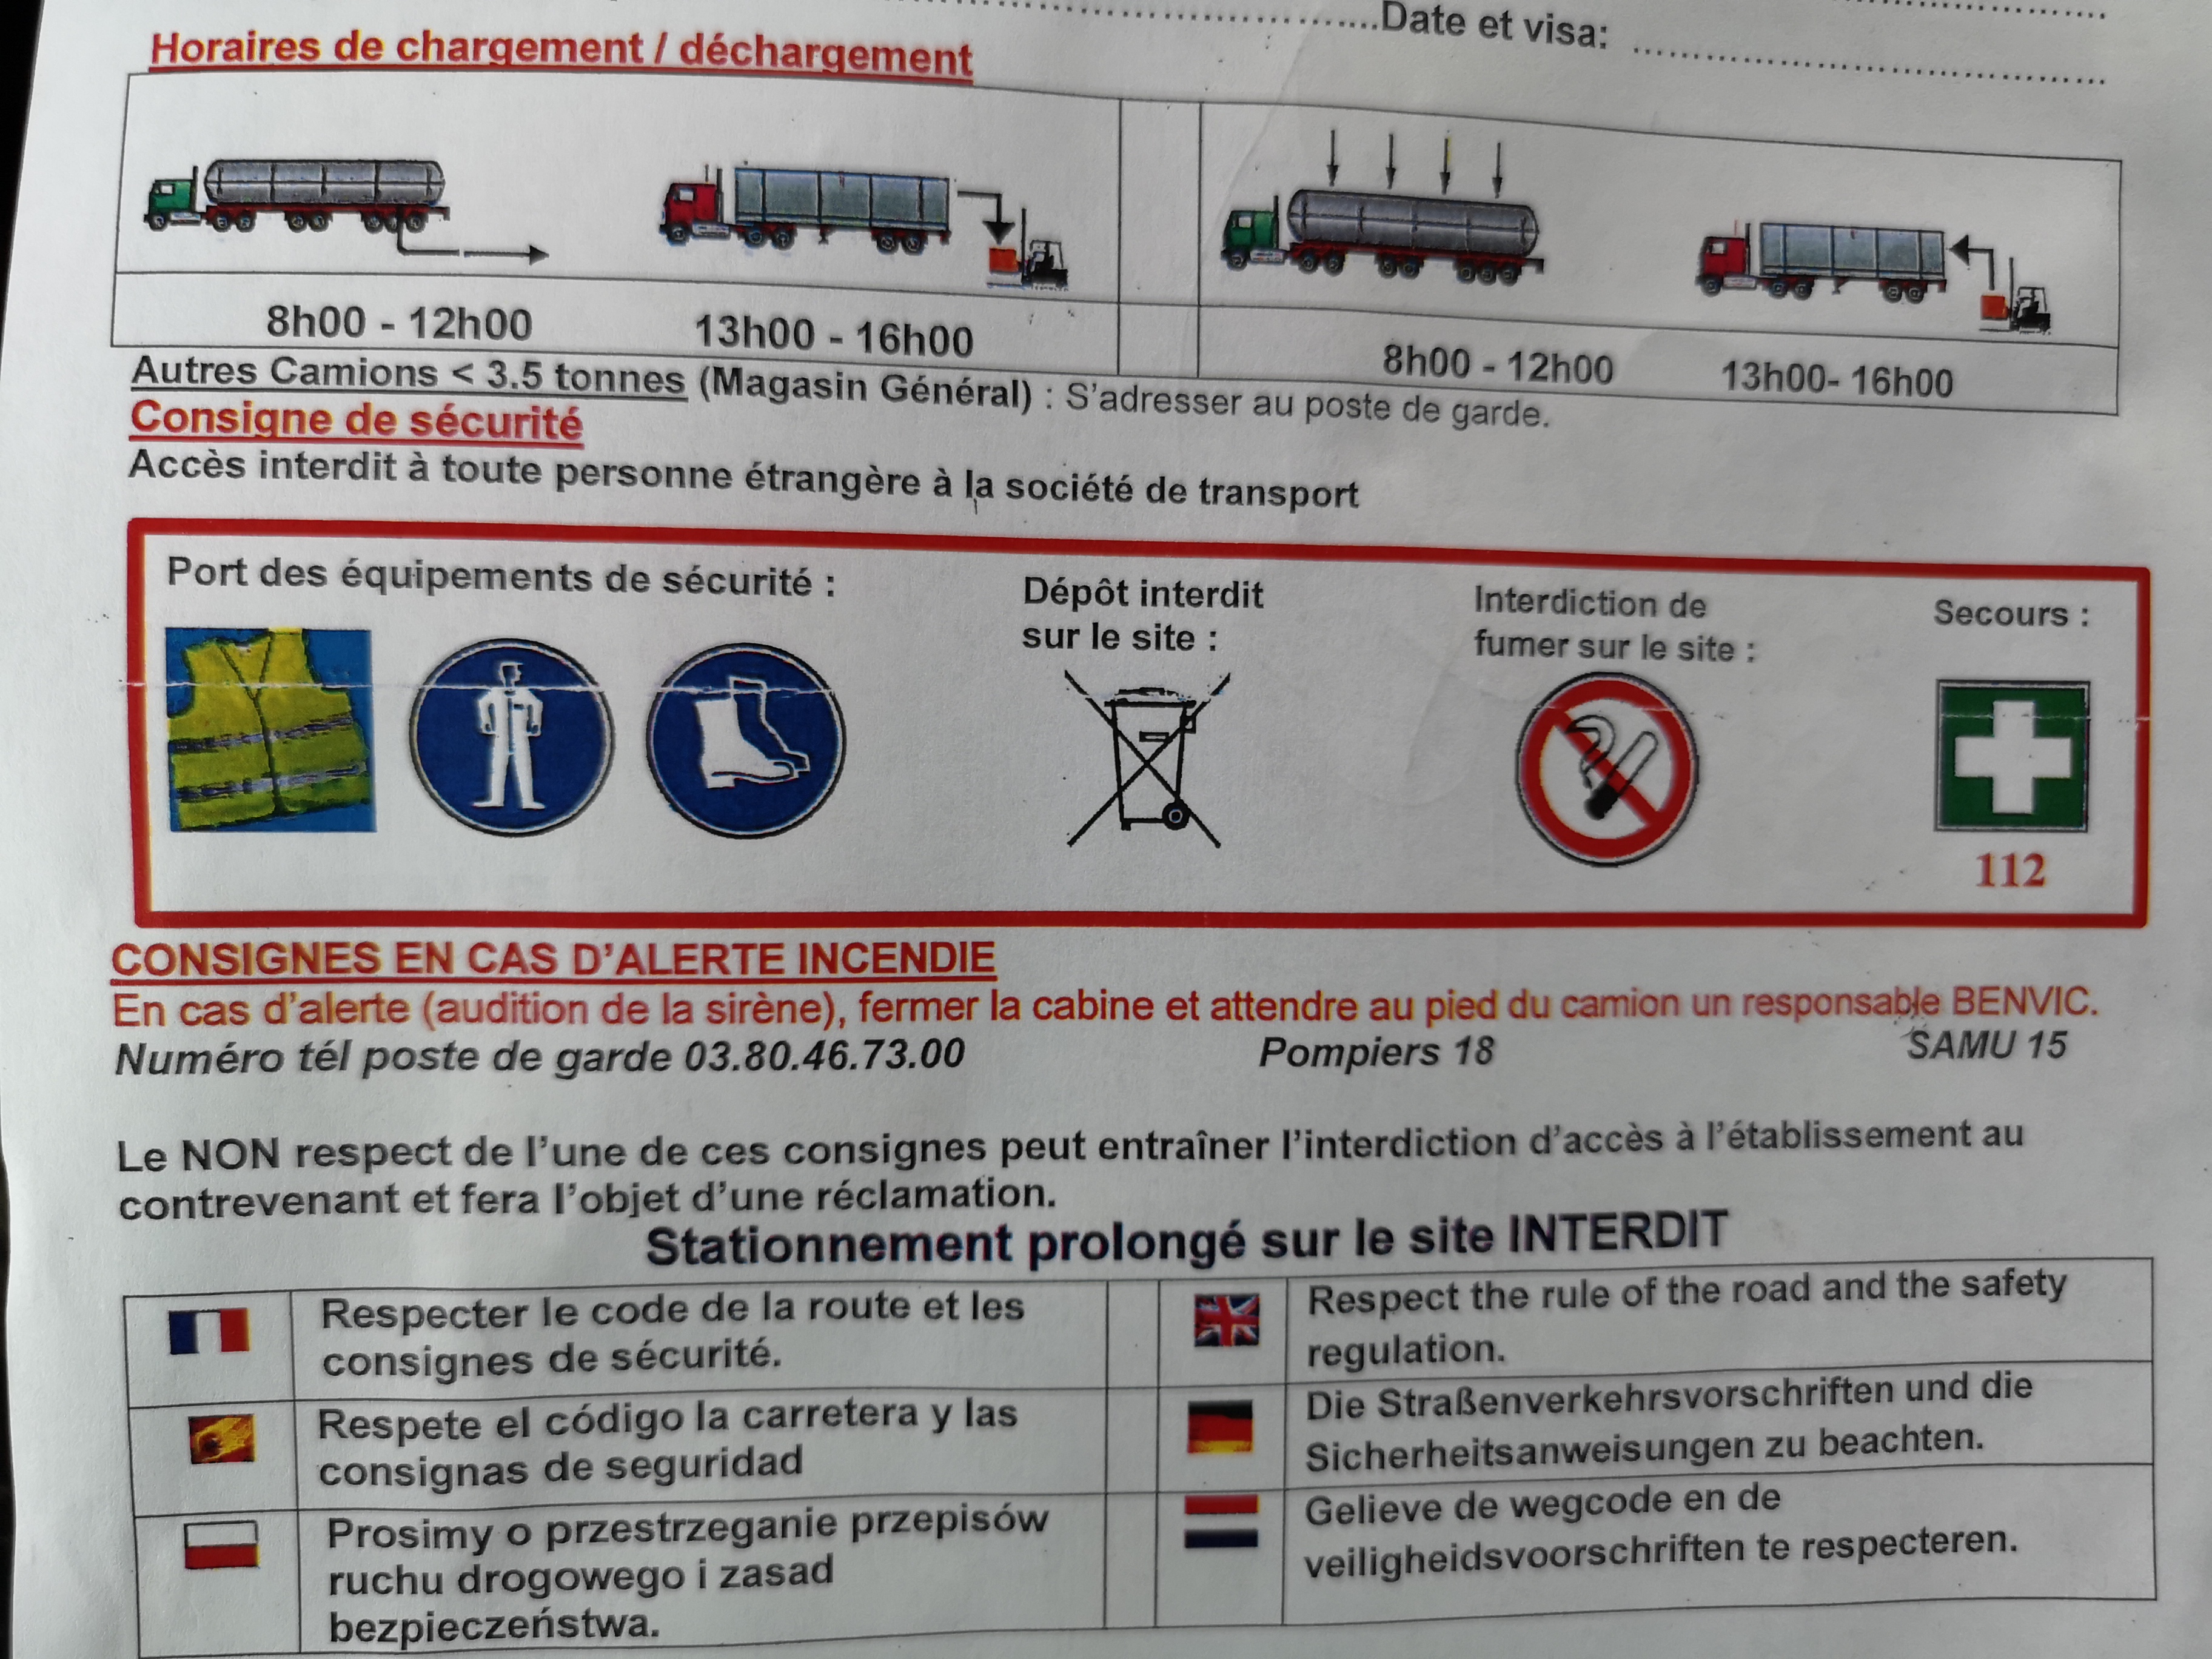 Date et visa:
Horaires de chargement / déchargement
8h00 - 12h00 13h00 - 16h00
8h00 - 12h00 13h00- 16h00
Autres Camions < 3.5 tonnes (Magasin Général) : S'adresser au poste de garde.
Consigne de sécurité
Accès interdit à toute personne étrangère à la société de transport
Port des équipements de sécurité :
Dépôt interdit
sur le site :
Interdiction de
fumer sur le site :
Secours :
112
CONSIGNES EN CAS D'ALERTE INCENDIE
En cas d'alerte (audition de la sirène), fermer la cabine et attendre au pied du camion un responsable BENVIC.
Numéro tél poste de garde 03.80.46.73.00 Pompiers 18 SAMU 15
Le NON respect de l'une de ces consignes peut entraîner l'interdiction d'accès à l'établissement au
contrevenant et fera l'objet d'une réclamation.
Stationnement prolongé sur le site INTERDIT
Respecter le code de la route et les
consignes de sécurité.
Respect the rule of the road and the safety
regulation.
Respete el código la carretera y las
consignas de seguridad
Die Straßenverkehrsvorschriften und die
Sicherheitsanweisungen zu beachten.
Prosimy o przestrzeganie przepisów
ruchu drogowego i zasad
bezpieczeństwa.
Gelieve de wegcode en de
veiligheidsvoorschriften te respecteren.